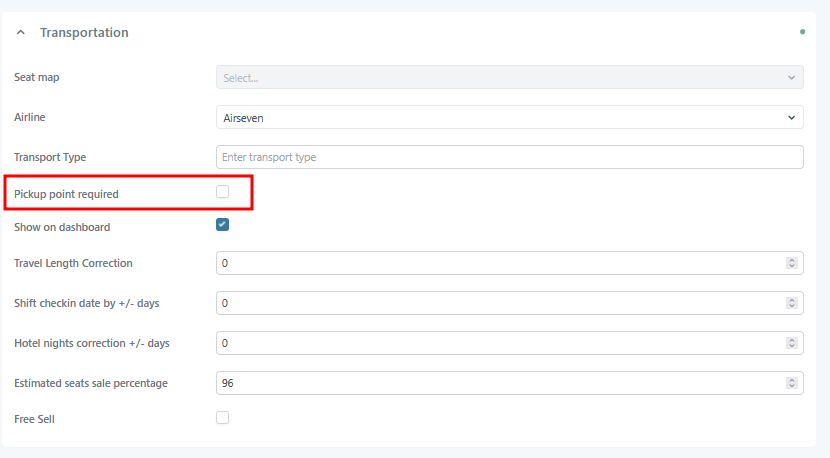 Transportation
Seat map
Select...
Airline
Airseven
Transport Type
Enter transport type
Pickup point required
Show on dashboard
Travel Length Correction
0
Shift checkin date by +/- days
0
Hotel nights correction +/- days
0
Estimated seats sale percentage
96
Free Sell